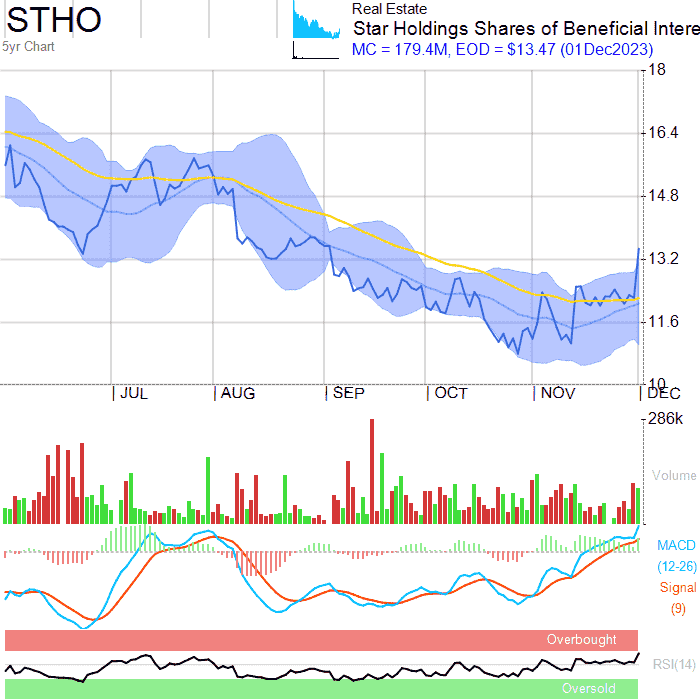 STHO
5yr Chart
Real Estate
Star Holdings Shares of Beneficial Intere
MC = 179.4M, EOD = $13.47 (01Dec2023)
18
16.4
14.8
13.2
11.6
10
JUL
AUG
SEP
OCT
NOV
DEC
286k
Volume
MACD
(12-26)
Signal
(9)
Overbought
RSI(14)
Oversold